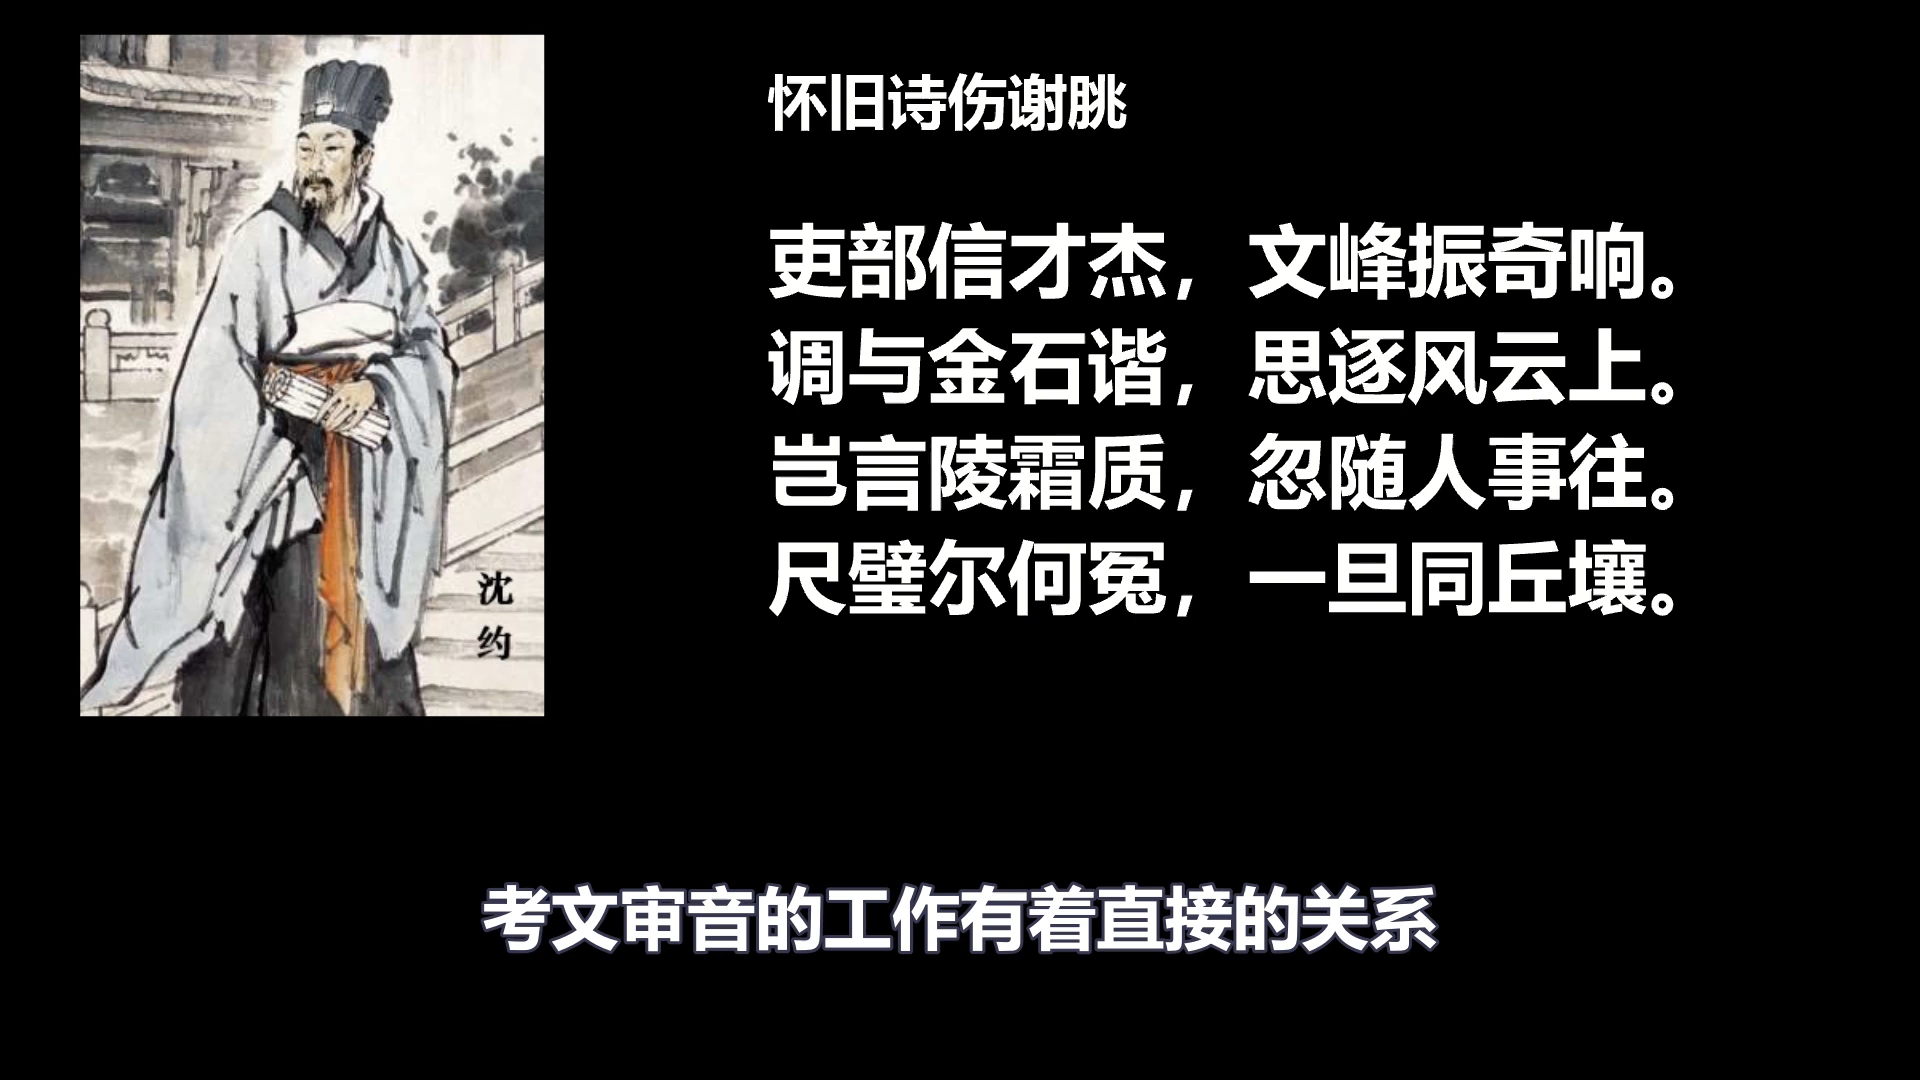 怀旧诗伤谢朓
吏部信才杰，文峰振奇响。
调与金石谐，思逐风云上。
岂言陵霜质，忽随人事往。
尺璧尔何冤，一旦同丘壤。
沈约
考文审音的工作有着直接的关系